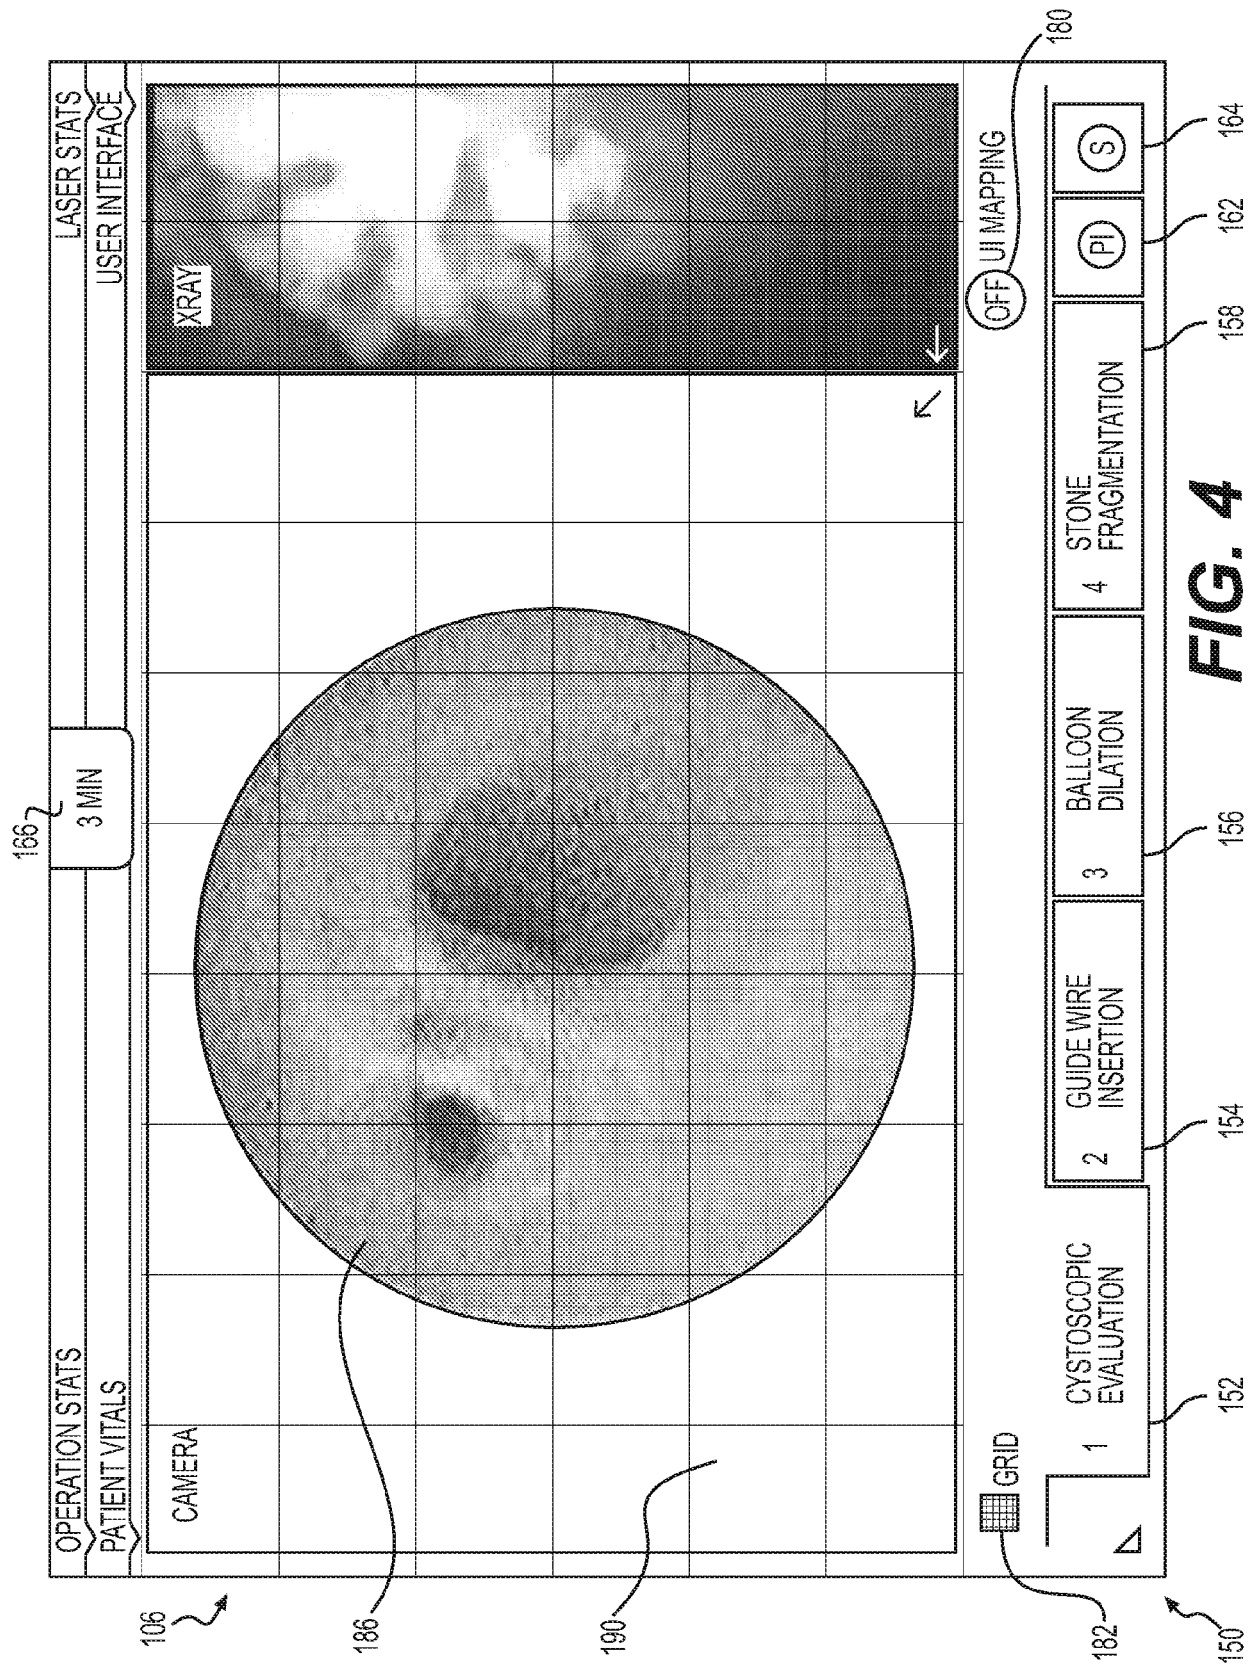 166
OPERATION STATS
LASER STATS
PATIENT VITALS
3 MIN
USER INTERFACE
106
CAMERA
XRAY
186
190
182
GRID
OFF
UI MAPPING
180
1
CYSTOSCOPIC
EVALUATION
2
GUIDE WIRE
INSERTION
3
BALLOON
DILATION
4
STONE
FRAGMENTATION
PI
S
150
152
154
156
158
162
164
FIG. 4